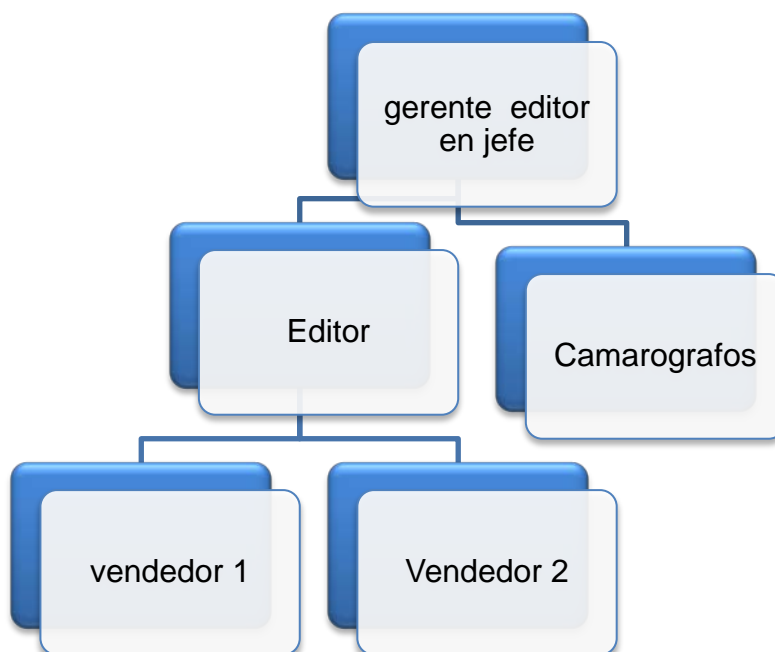 gerente editor
en jefe
Editor
Camarografos
vendedor 1
Vendedor 2